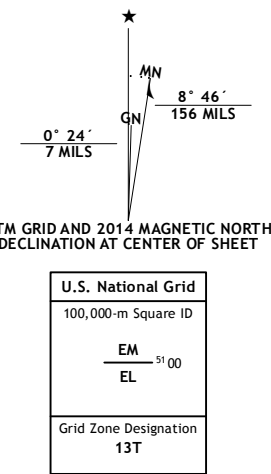 ★
MN
GN
8° 46´
156 MILS
0° 24´
7 MILS
TM GRID AND 2014 MAGNETIC NORTH
DECLINATION AT CENTER OF SHEET
U.S. National Grid
100,000-m Square ID
EM
51 00
EL
Grid Zone Designation
13T